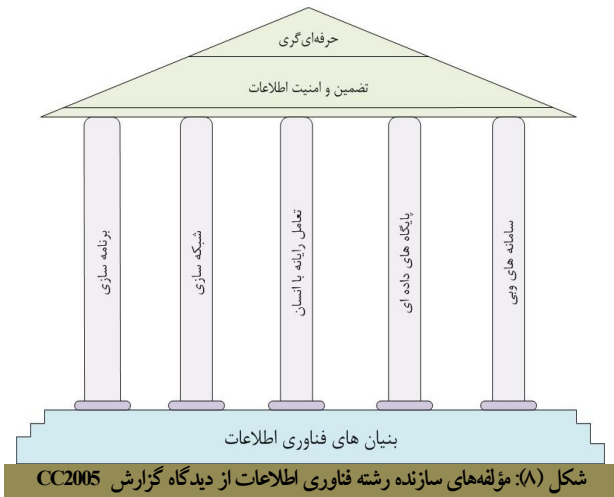 حرفه‌ای‌گری
تضمین و امنیت اطلاعات
سامانه های وبی
پایگاه های داده ای
تعامل رایانه با انسان
شبکه سازی
برنامه سازی
بنیان های فناوری اطلاعات
شکل (۸): مؤلفه‌های سازنده رشته فناوری اطلاعات از دیدگاه گزارش CC2005